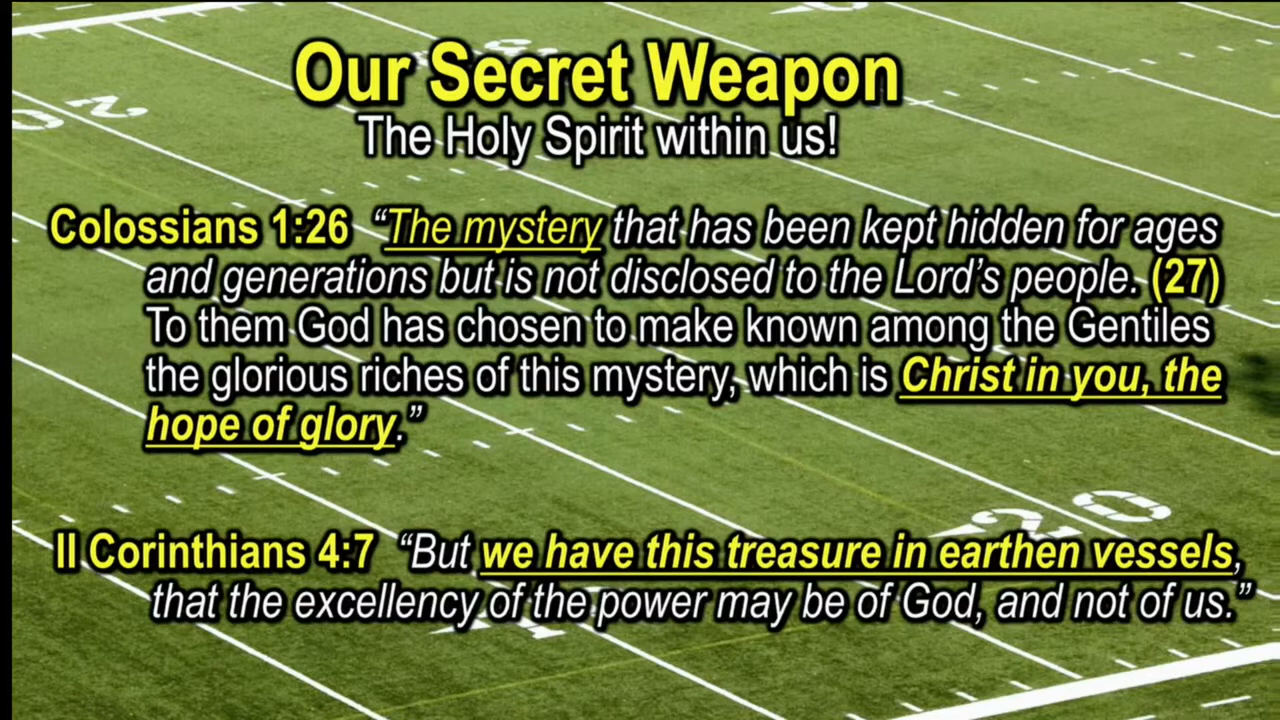 Our Secret Weapon
The Holy Spirit within us!
Colossians 1:26 “The mystery that has been kept hidden for ages
and generations but is not disclosed to the Lord’s people. (27)
To them God has chosen to make known among the Gentiles
the glorious riches of this mystery, which is Christ in you, the
hope of glory.”
II Corinthians 4:7 “But we have this treasure in earthen vessels,
that the excellency of the power may be of God, and not of us.”
20
20
1